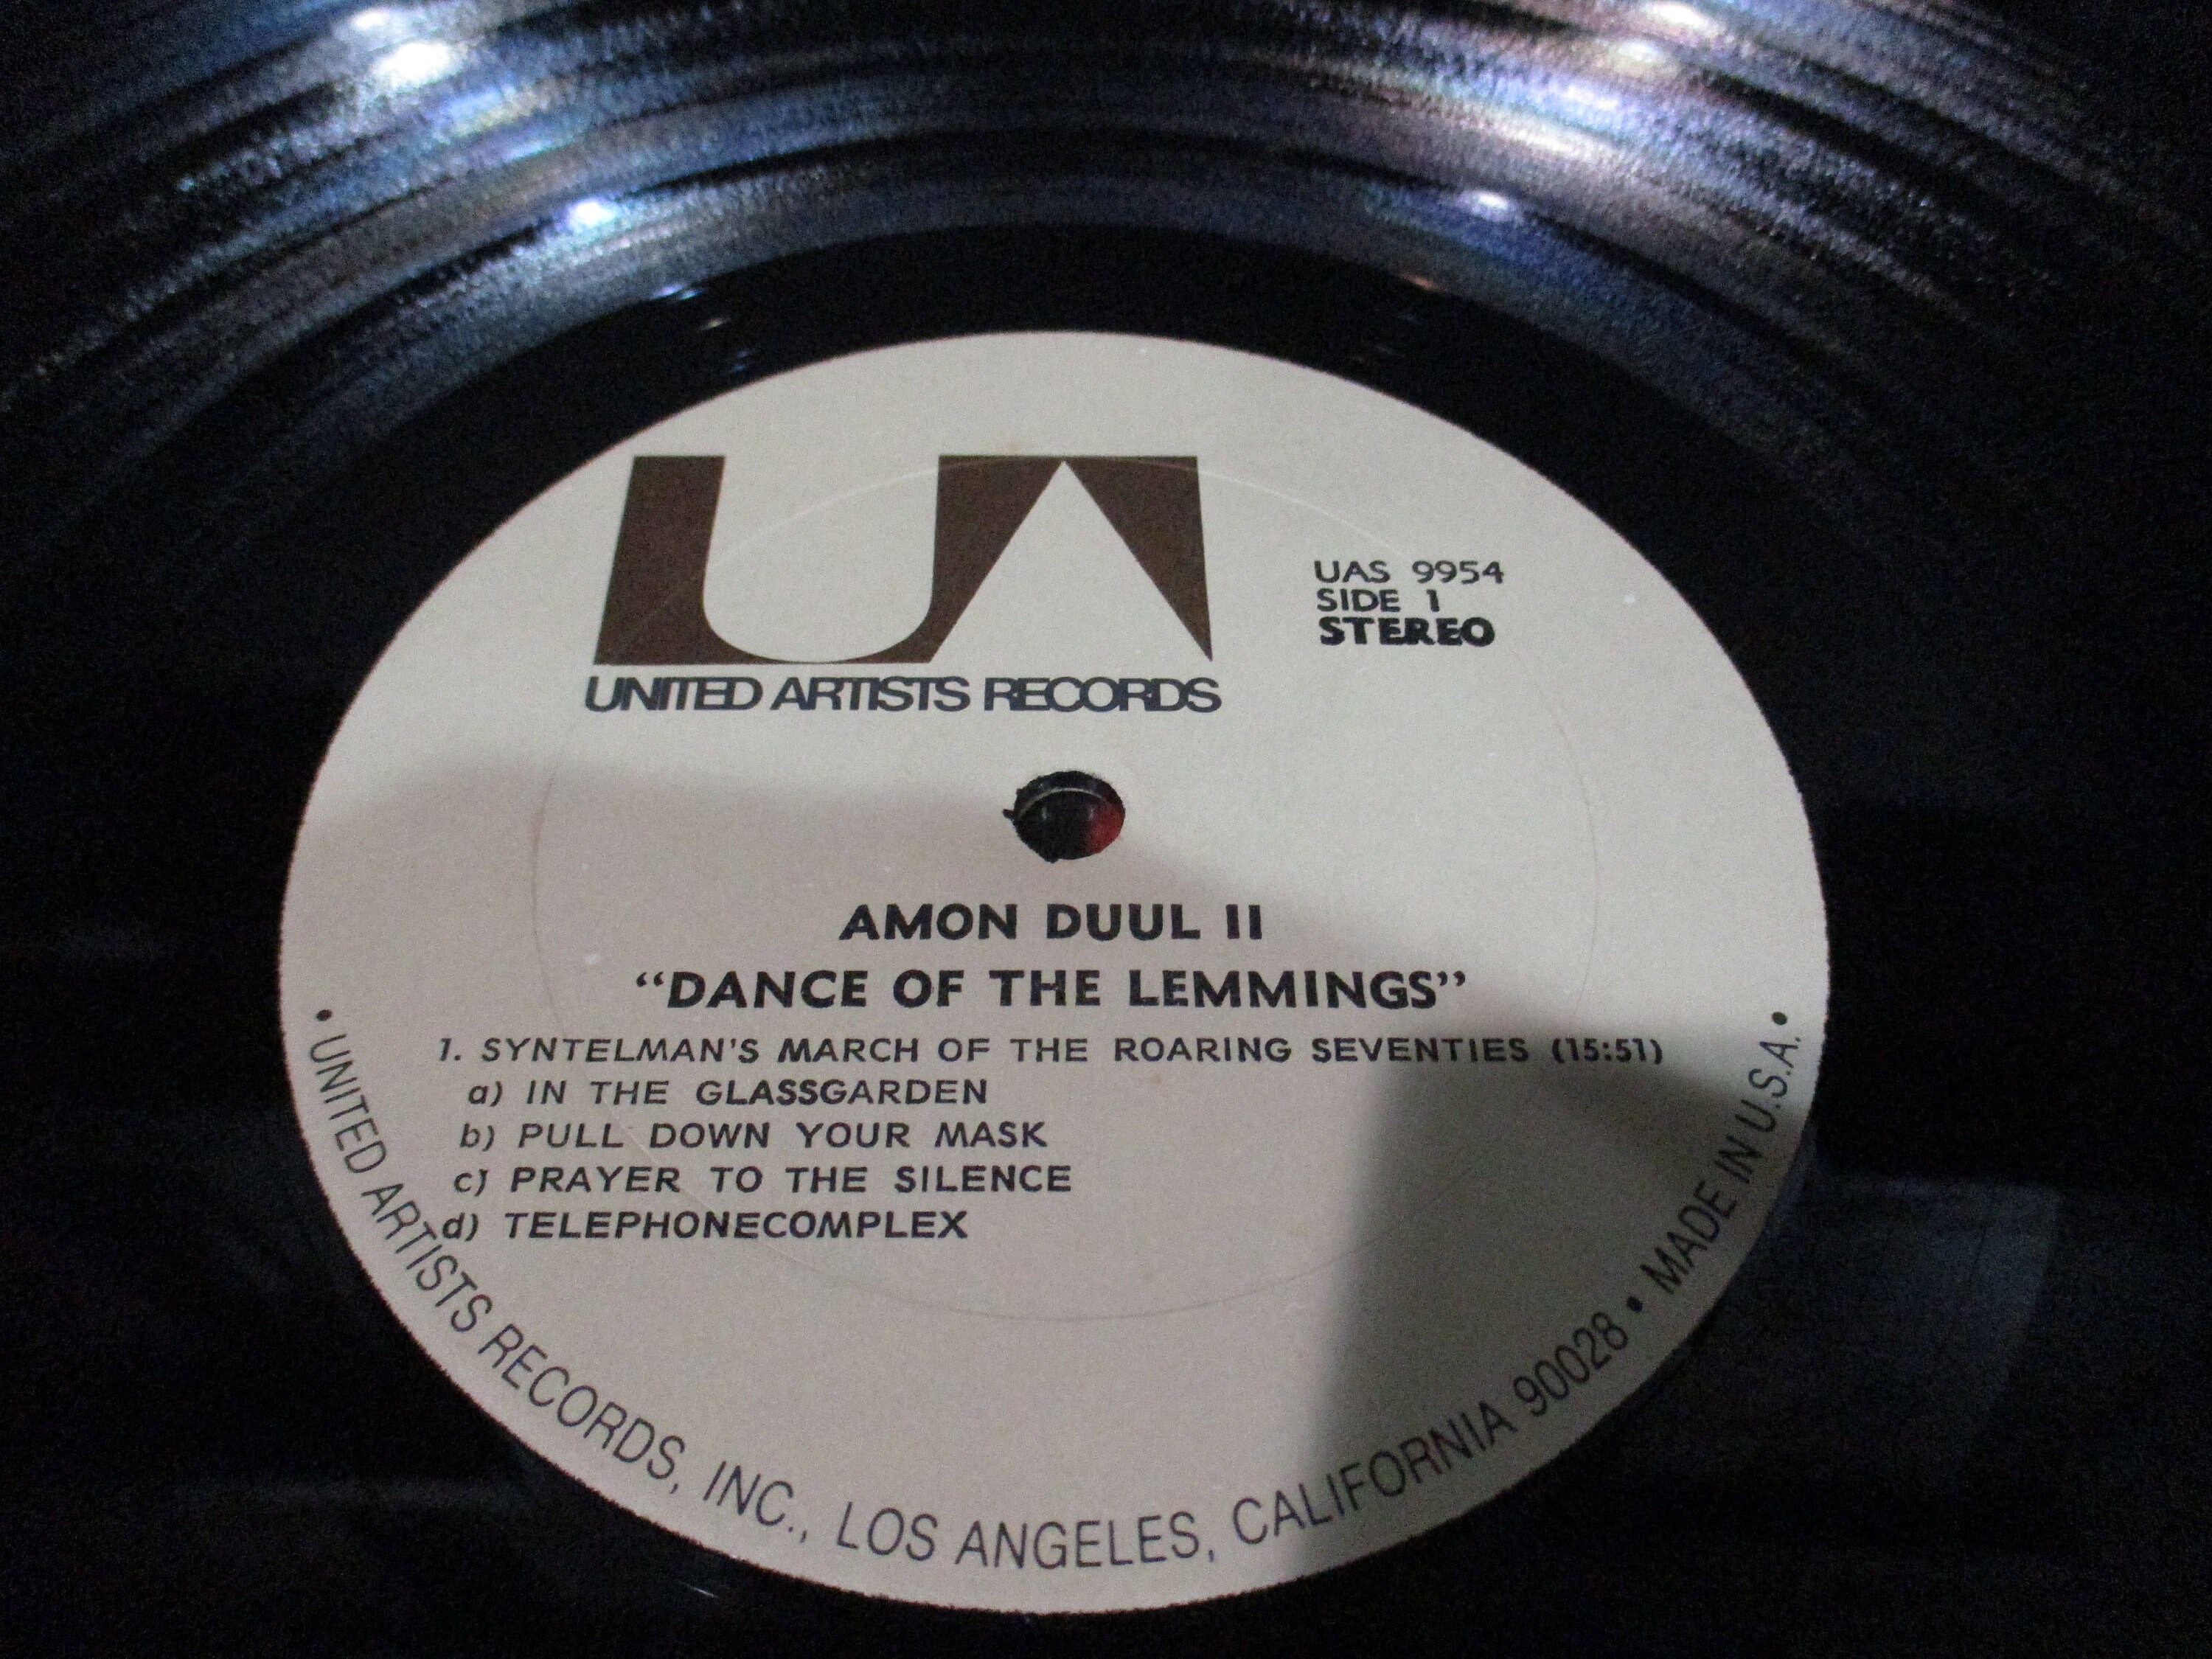 UA
UNITED ARTISTS RECORDS
UAS 9954
SIDE 1
STEREO
AMON DUUL II
“DANCE OF THE LEMMINGS”
1. SYNTELMAN'S MARCH OF THE ROARING SEVENTIES (15:51)
a) IN THE GLASSGARDEN
b) PULL DOWN YOUR MASK
c) PRAYER TO THE SILENCE
d) TELEPHONECOMPLEX
• UNITED ARTISTS RECORDS, INC., LOS ANGELES, CALIFORNIA 90028 • MADE IN U.S.A. •